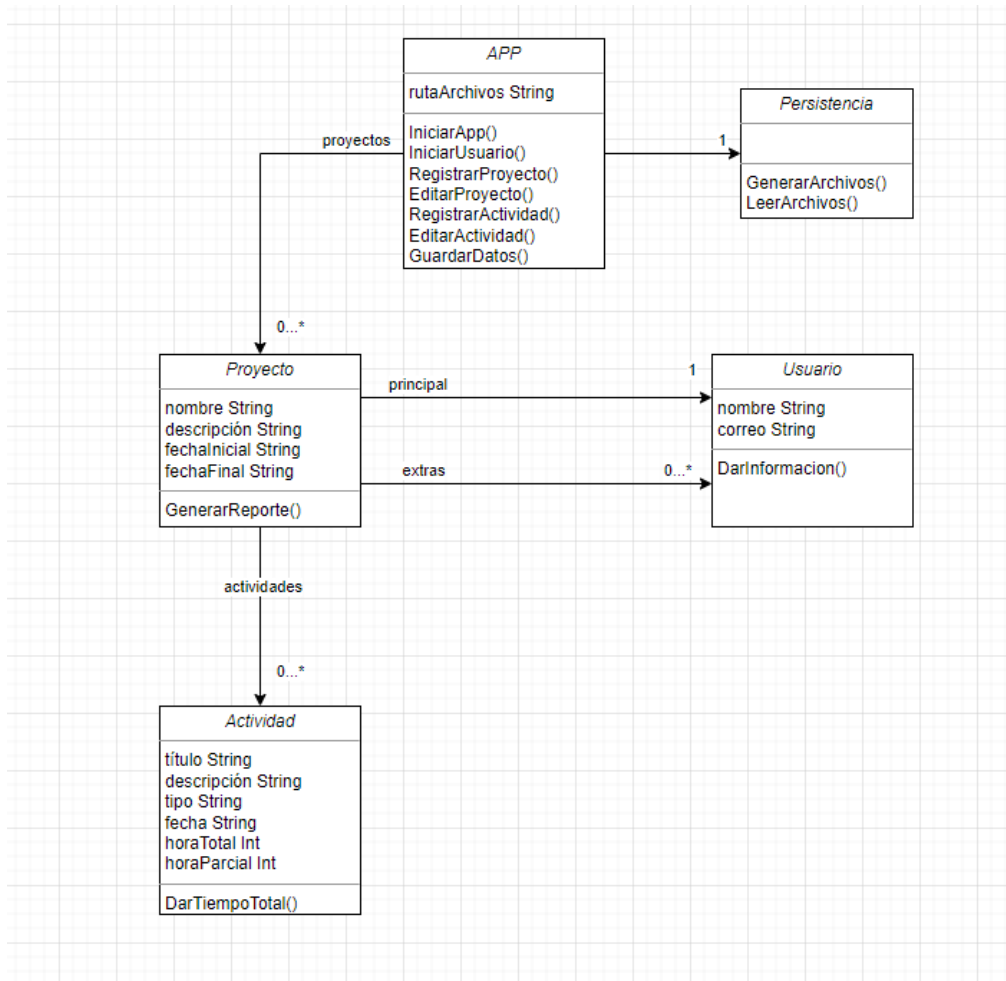 APP
rutaArchivos String
IniciarApp()
IniciarUsuario()
RegistrarProyecto()
EditarProyecto()
RegistrarActividad()
EditarActividad()
GuardarDatos()
proyectos
1
Persistencia
GenerarArchivos()
LeerArchivos()
0...*
Proyecto
nombre String
descripción String
fechaInicial String
fechaFinal String
GenerarReporte()
principal
1
extras
0...*
Usuario
nombre String
correo String
DarInformacion()
actividades
0...*
Actividad
título String
descripción String
tipo String
fecha String
horaTotal Int
horaParcial Int
DarTiempoTotal()